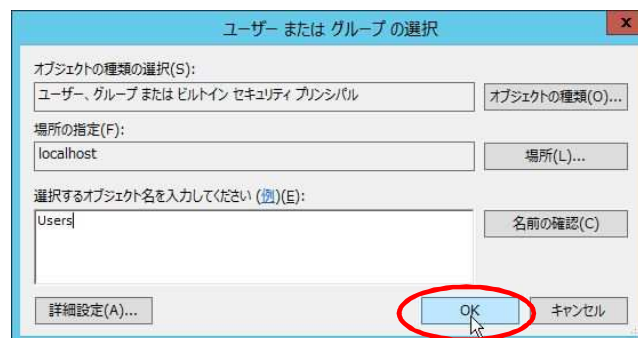 ユーザー または グループ の選択
x
オブジェクトの種類の選択(S):
ユーザー、グループ または ビルトイン セキュリティ プリンシパル
オブジェクトの種類(O)...
場所の指定(F):
localhost
場所(L)...
選択するオブジェクト名を入力してください (例)(E):
Users
名前の確認(C)
詳細設定(A)...
OK
キャンセル